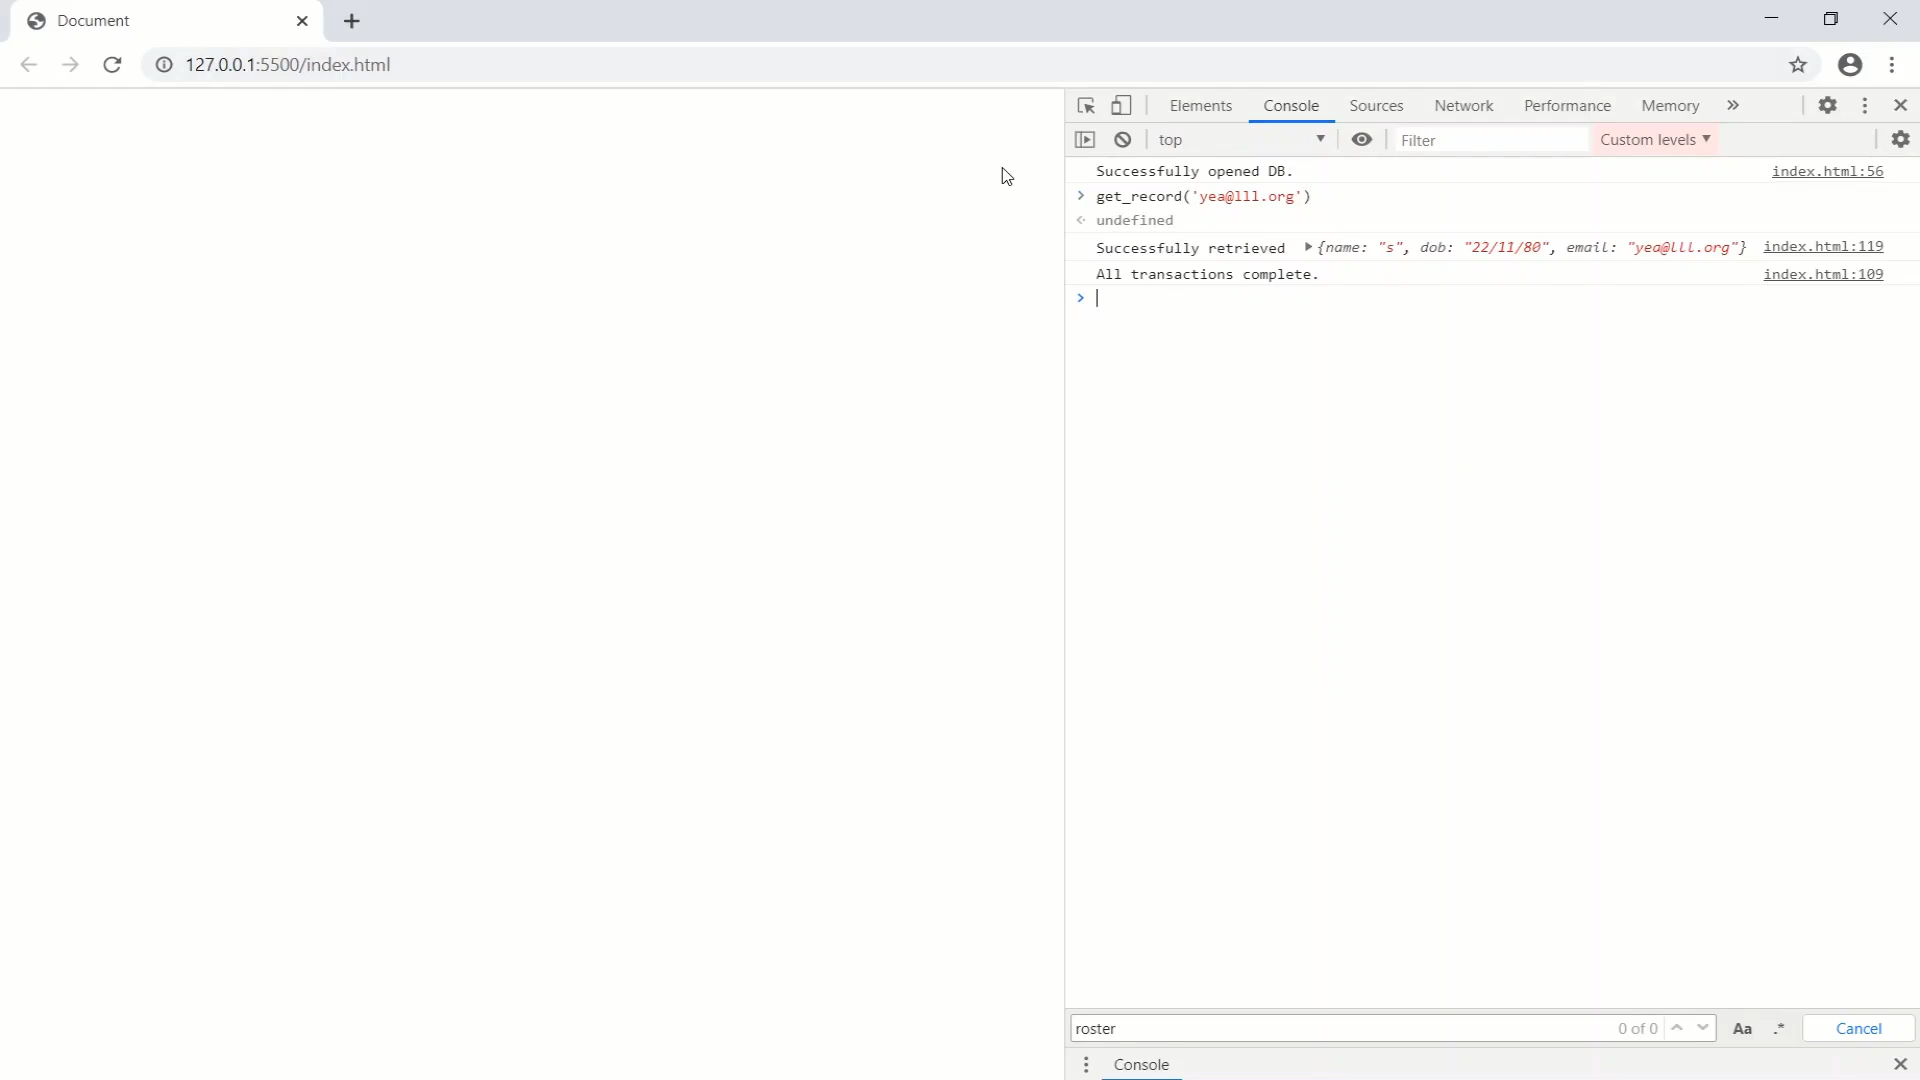 Document
127.0.0.1:5500/index.html
Elements Console Sources Network Performance Memory
top Filter Custom levels
Successfully opened DB. index.html:56
get_record('yea@lll.org')
undefined
Successfully retrieved {name: "s", dob: "22/11/80", email: "yea@lll.org"} index.html:119
All transactions complete. index.html:109
roster 0 of 0 Aa .* Cancel
Console